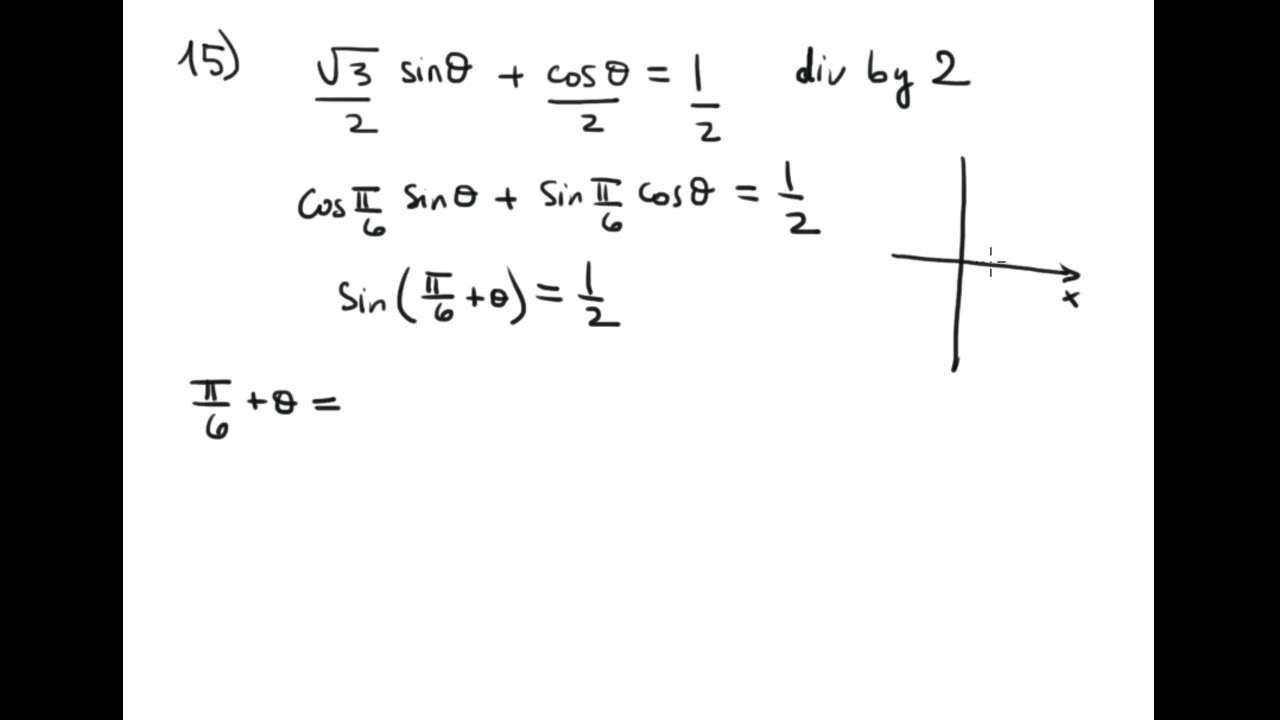 15) √3/2 sinθ + cosθ/2 = 1/2 div by 2
cos π/6 sinθ + sin π/6 cosθ = 1/2
sin(π/6 + θ) = 1/2
x
π/6 + θ =